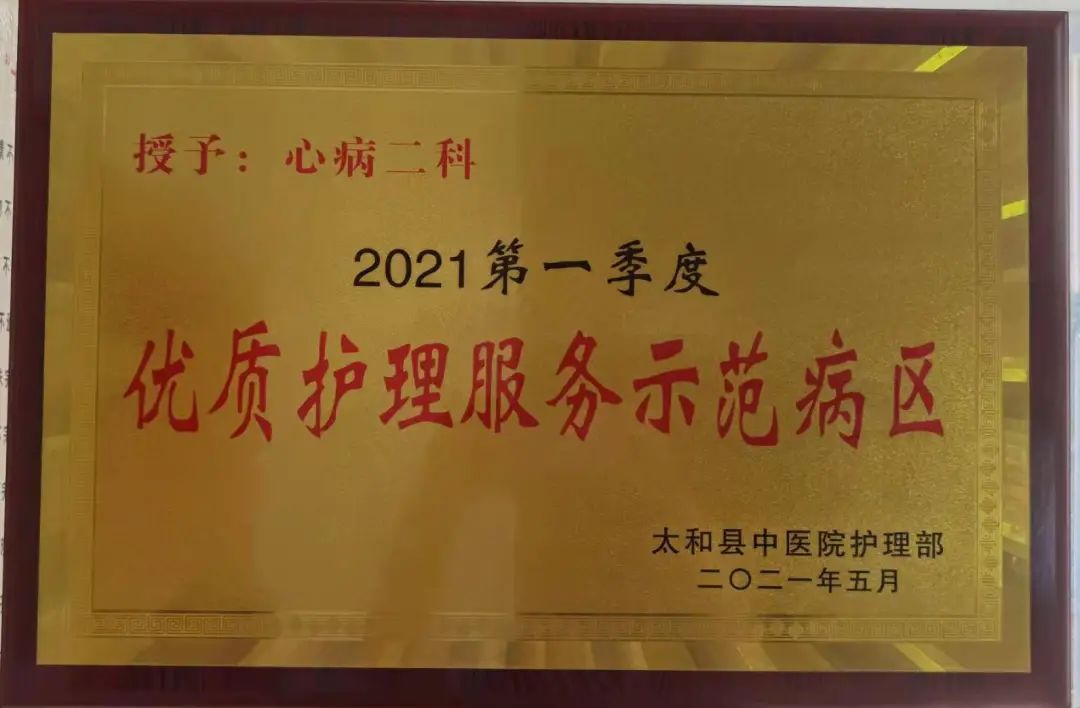 授予：心病二科
2021第一季度
优质护理服务示范病区
太和县中医院护理部
二〇二一年五月